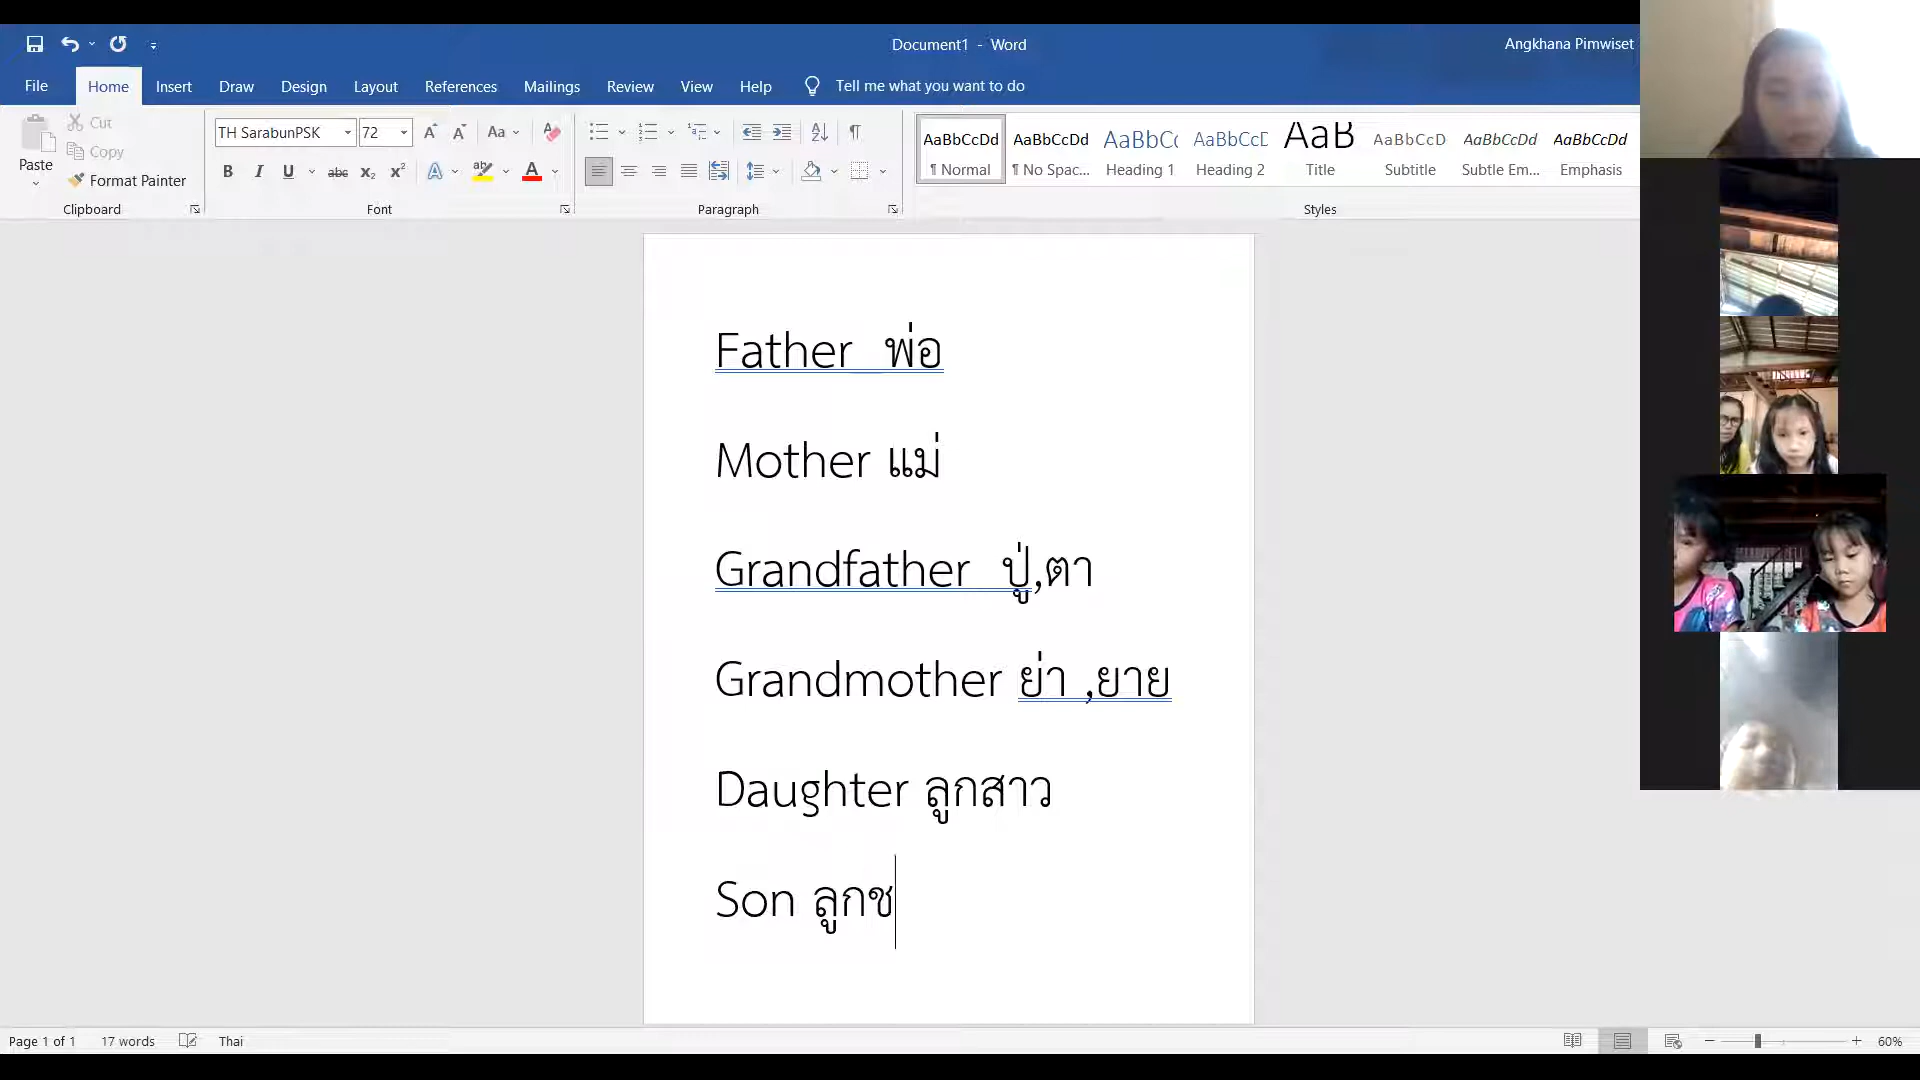 Document1 - Word
Angkhana Pimwiset
File Home Insert Draw Design Layout References Mailings Review View Help Tell me what you want to do
Paste
Cut
Copy
Format Painter
Clipboard
TH SarabunPSK 72
Font
Paragraph
AaBbCcDd AaBbCcDd AaBbC AaBbCcC AaB AaBbCcD AaBbCcDd AaBbCcDd
¶ Normal ¶ No Spac... Heading 1 Heading 2 Title Subtitle Subtle Em... Emphasis
Styles
Father พ่อ
Mother แม่
Grandfather ปู่,ตา
Grandmother ย่า ,ยาย
Daughter ลูกสาว
Son ลูกช
Page 1 of 1 17 words Thai 60%